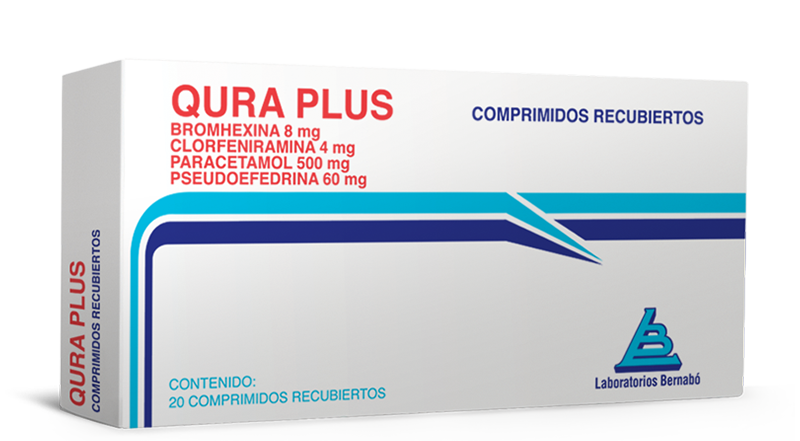 QURA PLUS
BROMHEXINA 8 mg
CLORFENIRAMINA 4 mg
PARACETAMOL 500 mg
PSEUDOEFEDRINA 60 mg
COMPRIMIDOS RECUBIERTOS
CONTENIDO:
20 COMPRIMIDOS RECUBIERTOS
LB
Laboratorios Bernabó
QURA PLUS
COMPRIMIDOS RECUBIERTOS